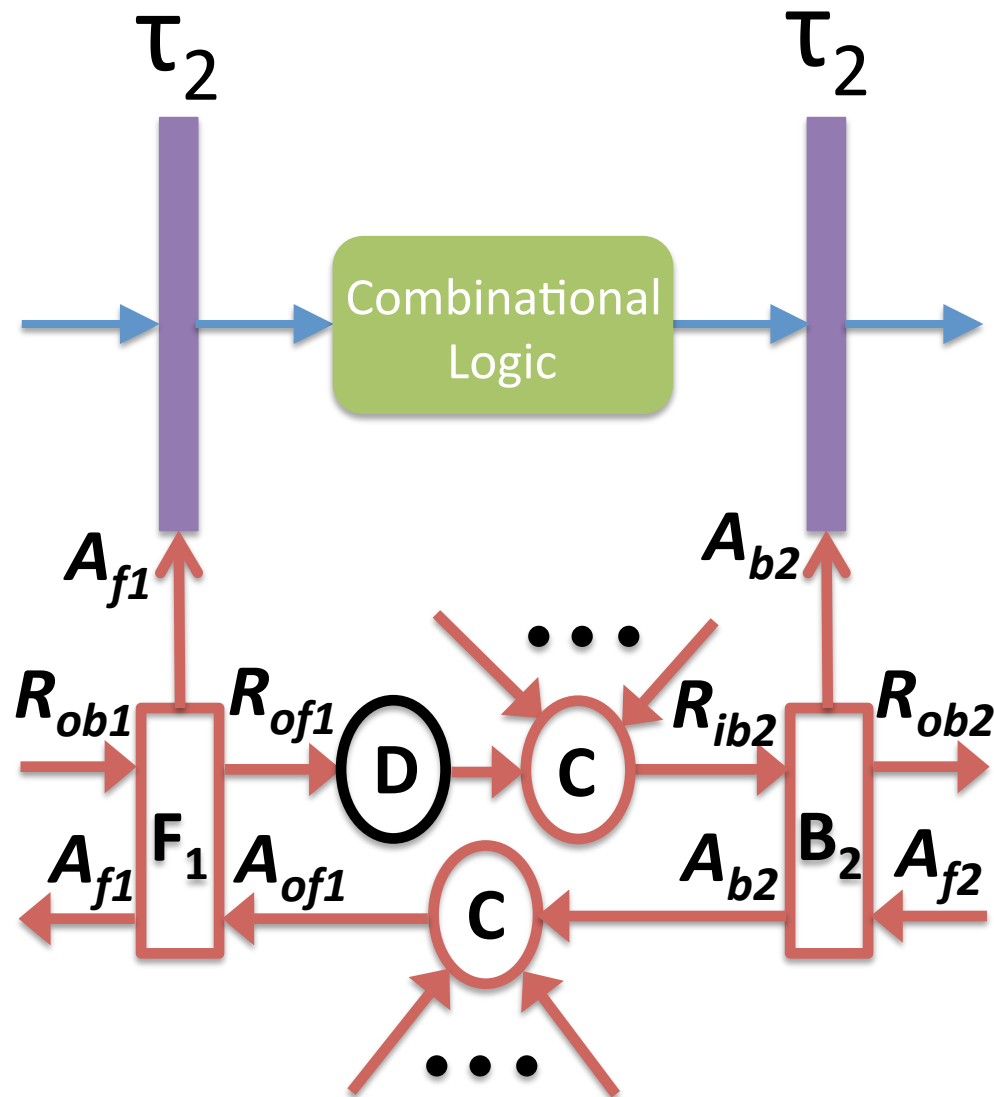 τ2 τ2
Combinational
Logic
Af1 Ab2
Rob1 Rof1 D C Rib2 Rob2
F1 B2
Af1 Aof1 C Ab2 Af2